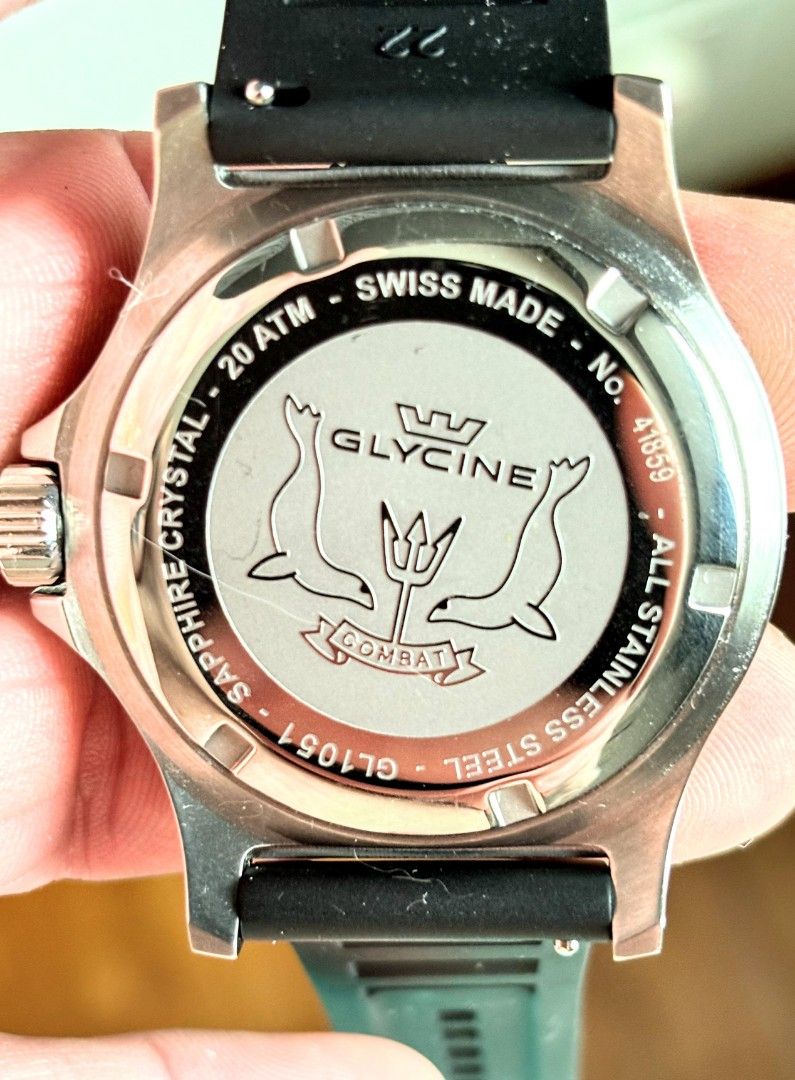 22
SWISS MADE - No. 41859 - ALL STAINLESS STEEL - GL1051 - SAPPHIRE CRYSTAL - 20 ATM -
GLYCINE
COMBAT